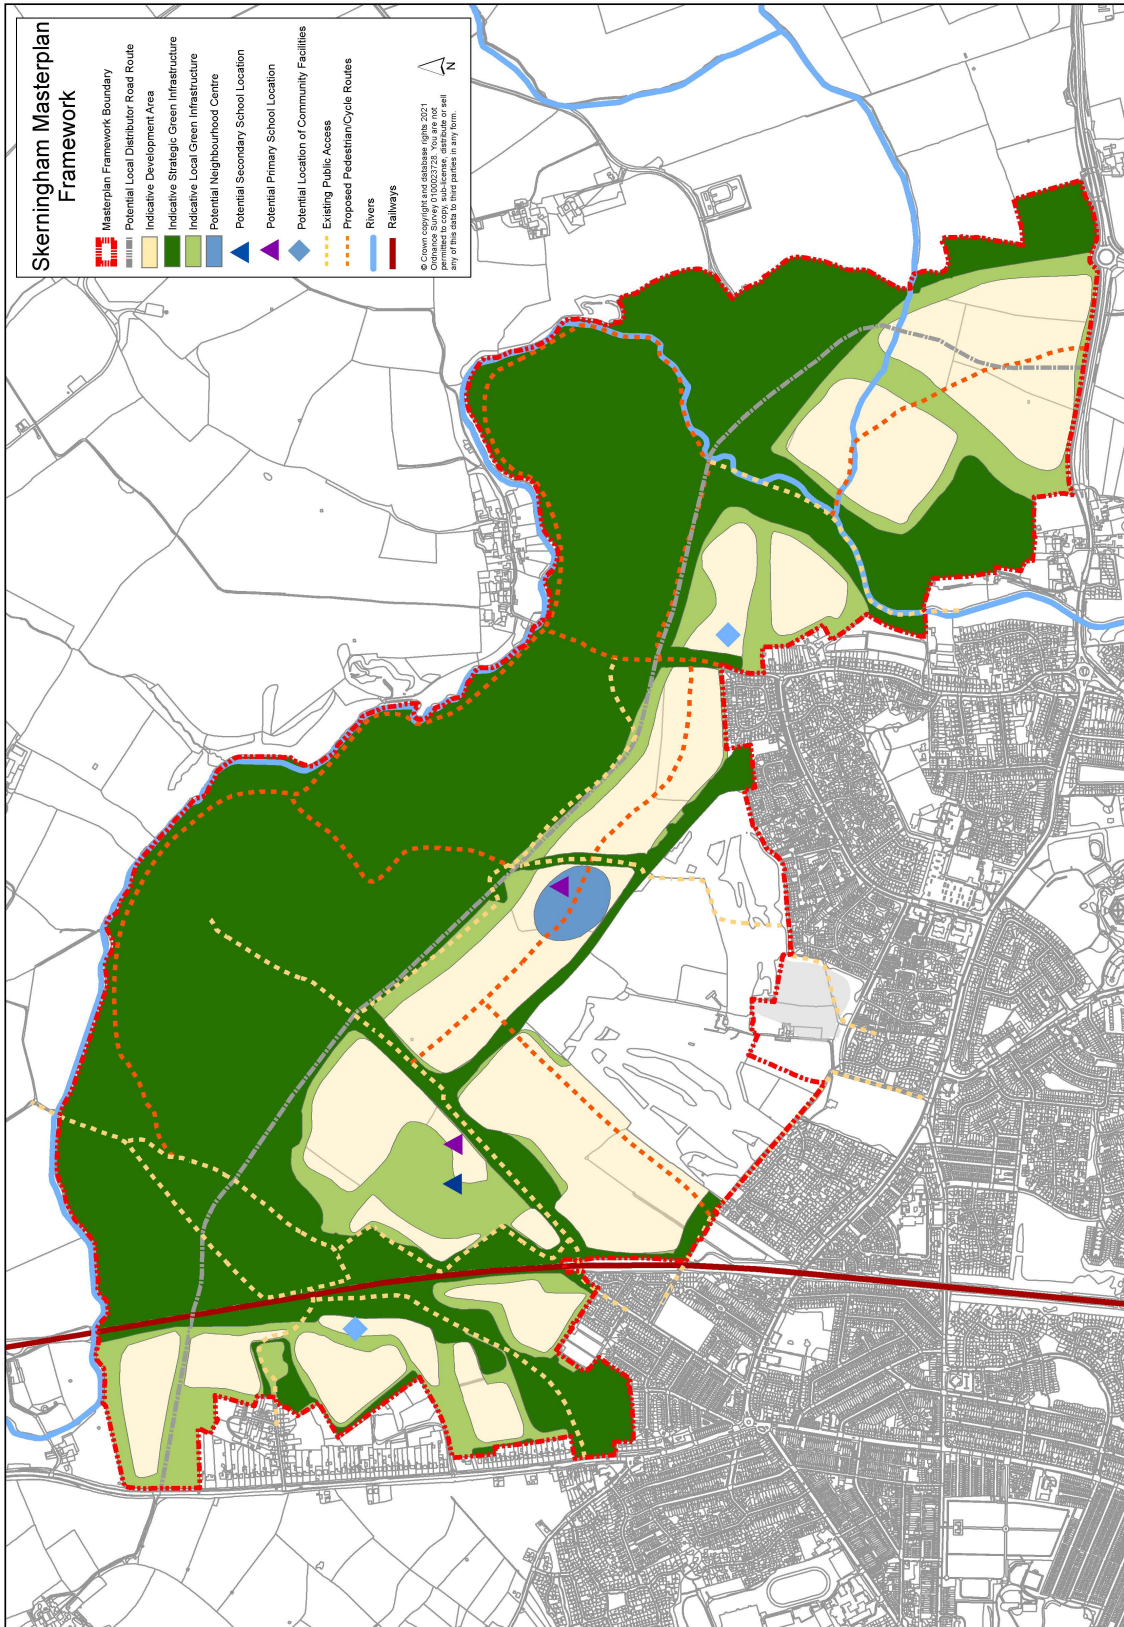 Skerningham Masterplan
Framework
Masterplan Framework Boundary
Potential Local Distributor Road Route
Indicative Development Area
Indicative Strategic Green Infrastructure
Indicative Local Green Infrastructure
Potential Neighbourhood Centre
Potential Secondary School Location
Potential Primary School Location
Potential Location of Community Facilities
Existing Public Access
Proposed Pedestrian/Cycle Routes
Rivers
Railways
© Crown copyright and database rights 2021
Ordnance Survey 0100023728. You are not
permitted to copy, sub-license, distribute or sell
any of this data to third parties in any form.
N